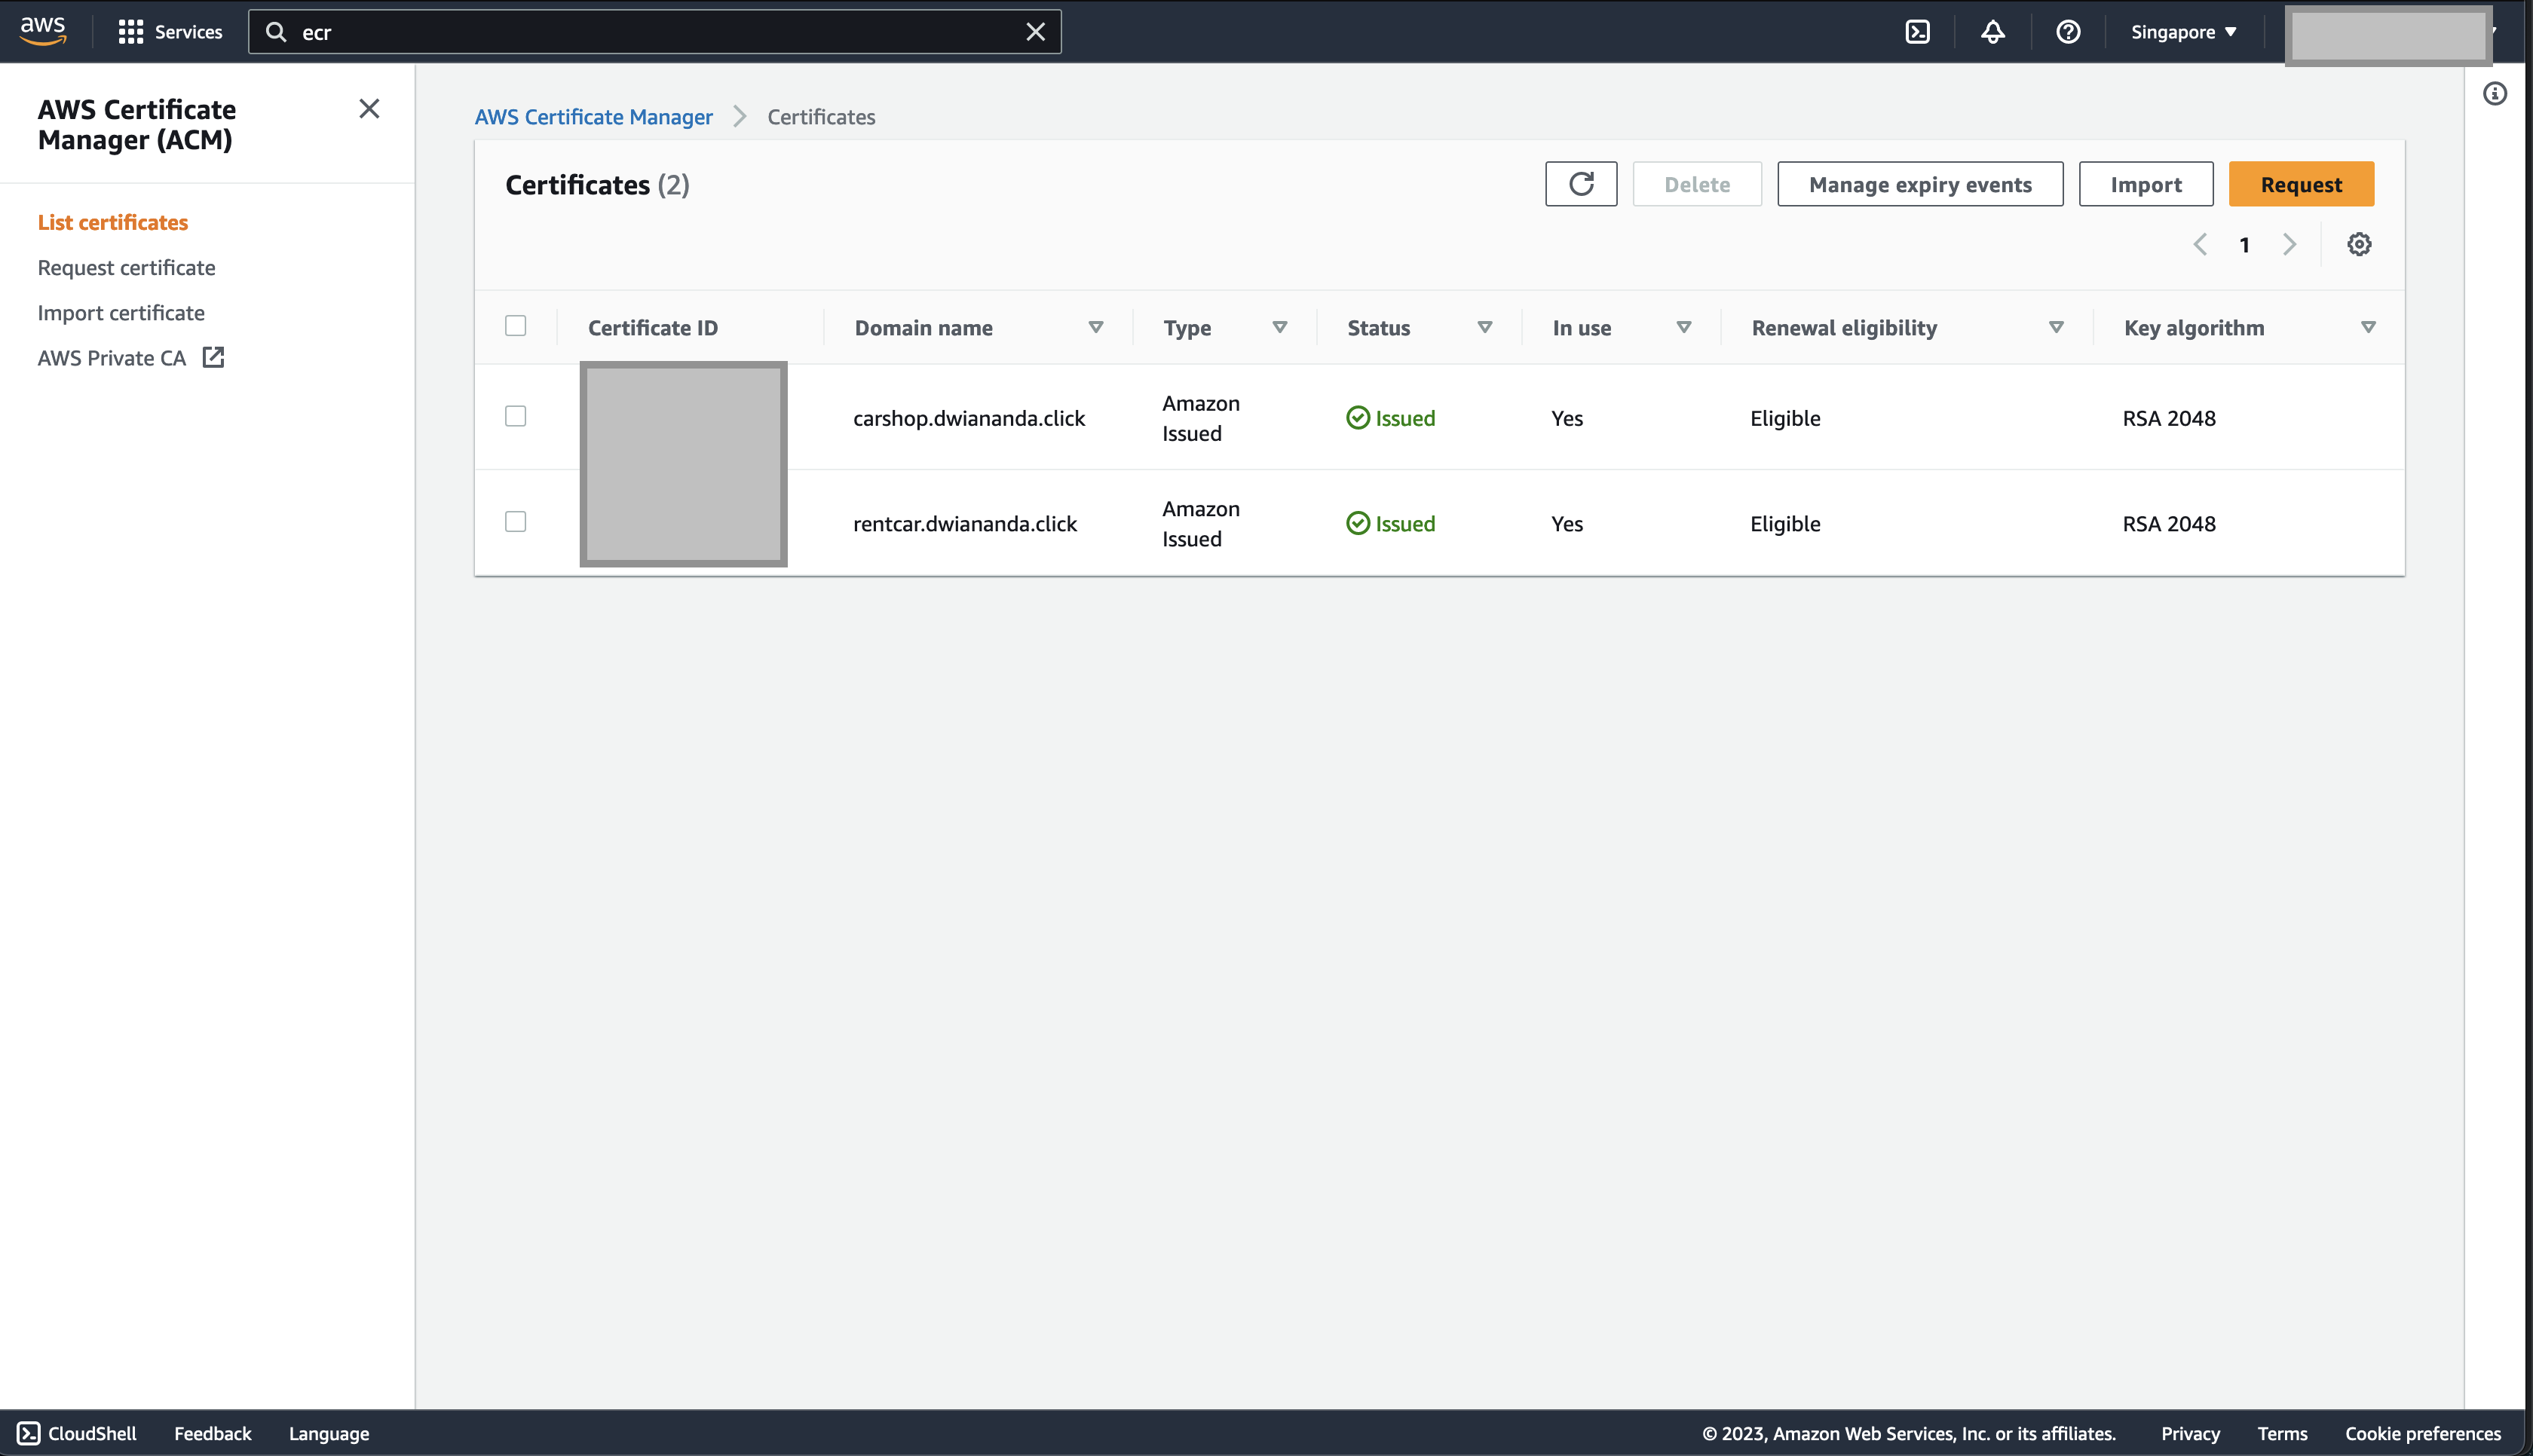 aws
Services
ecr
Singapore
AWS Certificate
Manager (ACM)
List certificates
Request certificate
Import certificate
AWS Private CA
AWS Certificate Manager
Certificates
Certificates (2)
Delete
Manage expiry events
Import
Request
1
Certificate ID Domain name Type Status In use Renewal eligibility Key algorithm
carshop.dwiananda.click Amazon Issued Issued Yes Eligible RSA 2048
rentcar.dwiananda.click Amazon Issued Issued Yes Eligible RSA 2048
CloudShell Feedback Language © 2023, Amazon Web Services, Inc. or its affiliates. Privacy Terms Cookie preferences